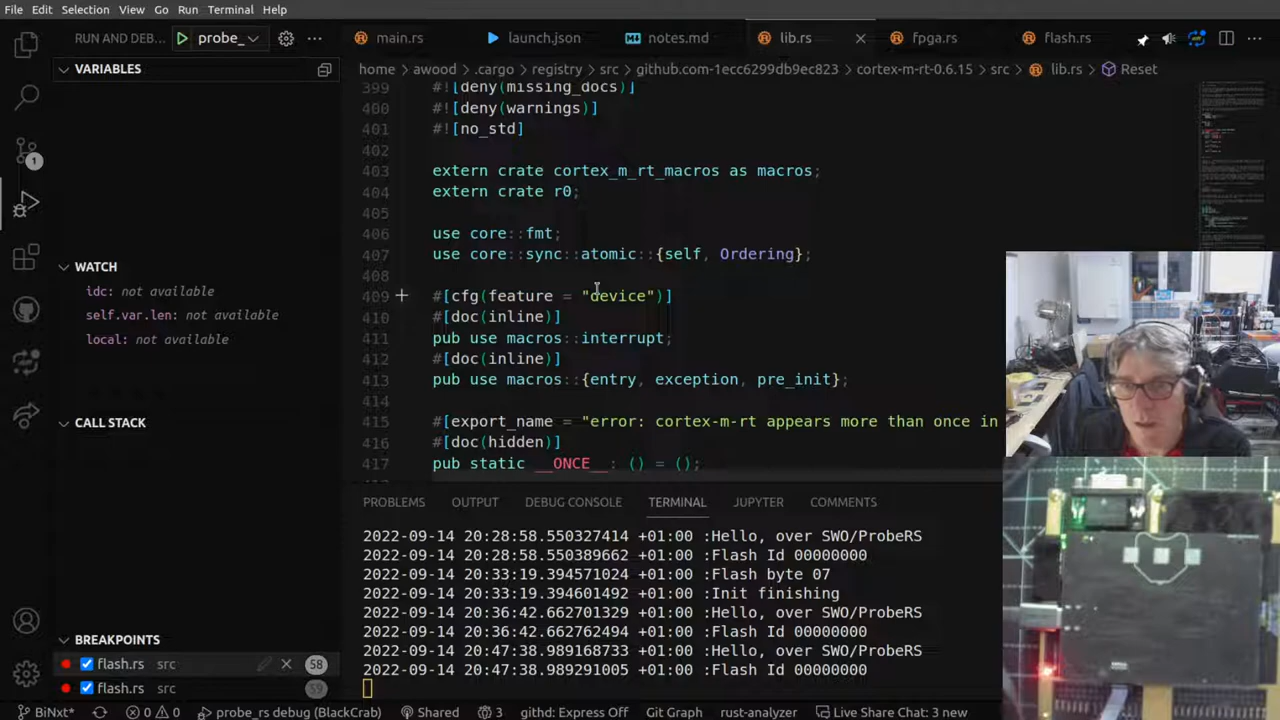 File Edit Selection View Go Run Terminal Help
RUN AND DEB... probe_ ...
main.rs launch.json notes.md lib.rs fpga.rs flash.rs
home awood .cargo registry src github.com-1ecc6299db9ec823 cortex-m-rt-0.6.15 src lib.rs Reset
VARIABLES
WATCH
idc: not available
self.var.len: not available
local: not available
CALL STACK
BREAKPOINTS
flash.rs src 58
flash.rs src 59
399 #![deny(missing_docs)]
400 #![deny(warnings)]
401 #![no_std]
402
403 extern crate cortex_m_rt_macros as macros;
404 extern crate r0;
405
406 use core::fmt;
407 use core::sync::atomic::{self, Ordering};
408
409 #[cfg(feature = "device")]
410 #[doc(inline)]
411 pub use macros::interrupt;
412 #[doc(inline)]
413 pub use macros::{entry, exception, pre_init};
414
415 #[export_name = "error: cortex-m-rt appears more than once in
416 #[doc(hidden)]
417 pub static __ONCE__: () = ();
PROBLEMS OUTPUT DEBUG CONSOLE TERMINAL JUPYTER COMMENTS
2022-09-14 20:28:58.550327414 +01:00 :Hello, over SWO/ProbeRS
2022-09-14 20:28:58.550389662 +01:00 :Flash Id 00000000
2022-09-14 20:33:19.394571024 +01:00 :Flash byte 07
2022-09-14 20:33:19.394601492 +01:00 :Init finishing
2022-09-14 20:36:42.662701329 +01:00 :Hello, over SWO/ProbeRS
2022-09-14 20:36:42.662762494 +01:00 :Flash Id 00000000
2022-09-14 20:47:38.989168733 +01:00 :Hello, over SWO/ProbeRS
2022-09-14 20:47:38.989291005 +01:00 :Flash Id 00000000
1
BiNxt* 0 0 probe_rs debug (BlackCrab) Shared 3 githd: Express Off Git Graph rust-analyzer Live Share Chat: 3 new